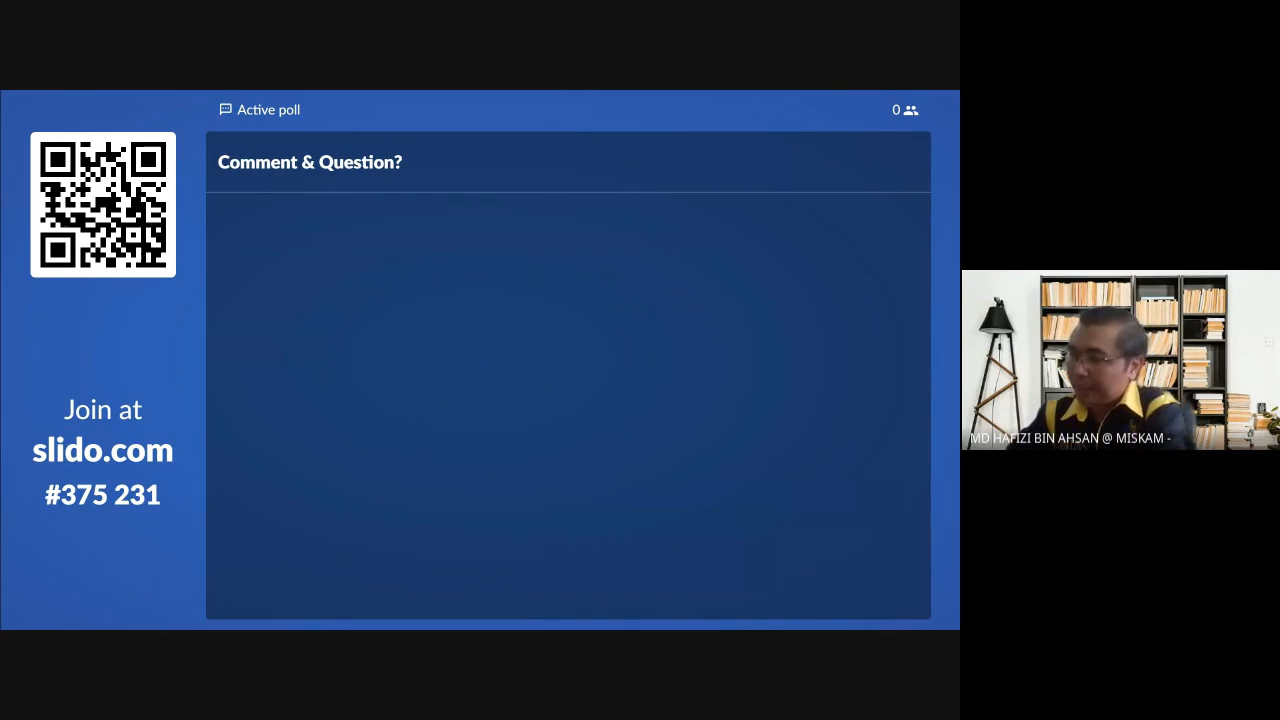 Active poll
0
Comment & Question?
Join at
slido.com
#375 231
MD HAFIZI BIN AHSAN @ MISKAM -